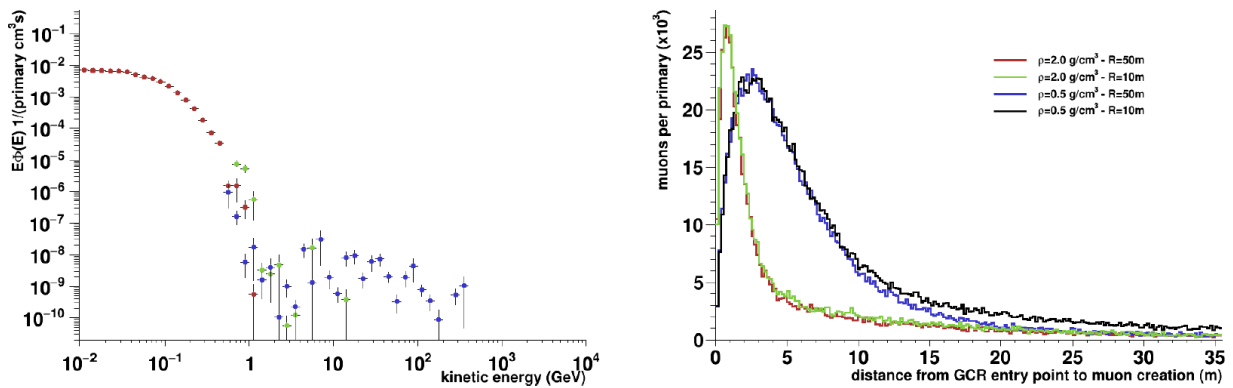 EΦ(E) 1/(primary cm³s)
10⁻¹
10⁻²
10⁻³
10⁻⁴
10⁻⁵
10⁻⁶
10⁻⁷
10⁻⁸
10⁻⁹
10⁻¹⁰
10⁻² 10⁻¹ 1 10 10² 10³ 10⁴
kinetic energy (GeV)
muons per primary (x10³)
25
20
15
10
5
0
ρ=2.0 g/cm³ - R=50m
ρ=2.0 g/cm³ - R=10m
ρ=0.5 g/cm³ - R=50m
ρ=0.5 g/cm³ - R=10m
0 5 10 15 20 25 30 35
distance from GCR entry point to muon creation (m)